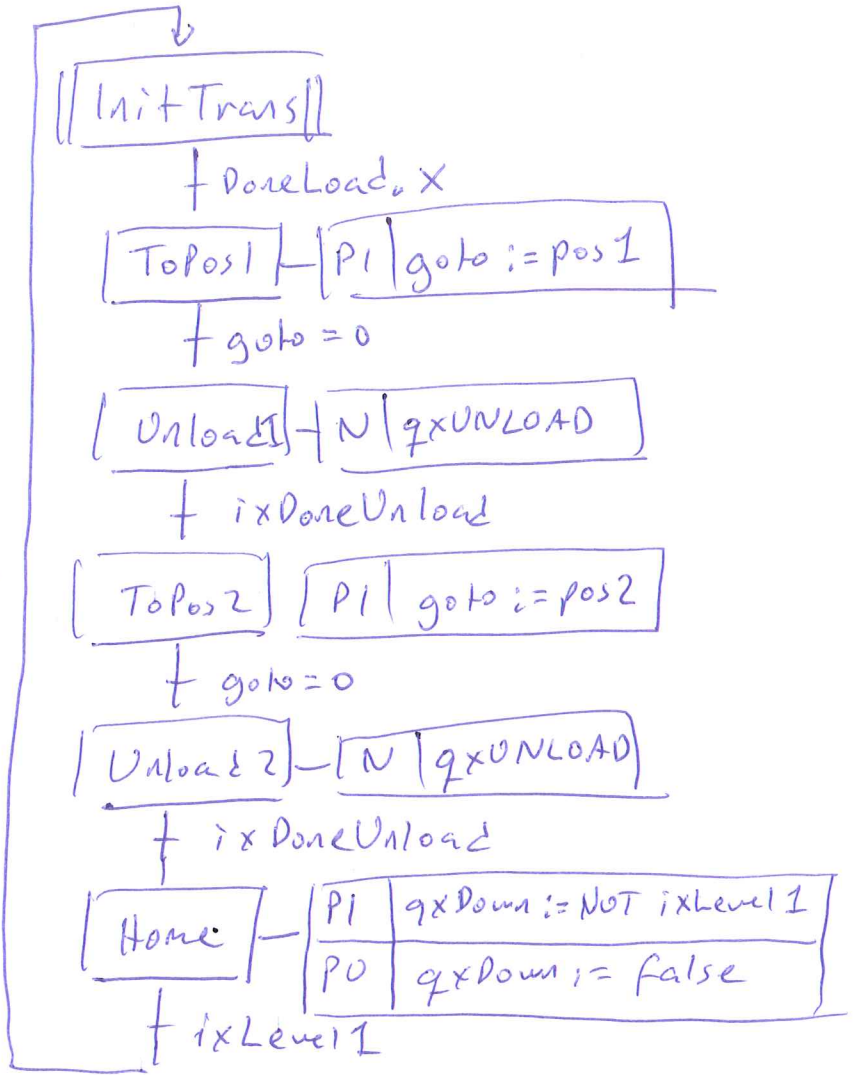 InitTrans
DoneLoad.X
ToPos1 P1 goto := pos1
goto = 0
Unload1 N qxUNLOAD
ixDoneUnload
ToPos2 P1 goto := pos2
goto = 0
Unload2 N qxUNLOAD
ixDoneUnload
Home P1 qxDown := NOT ixLevel1
P0 qxDown := false
ixLevel1